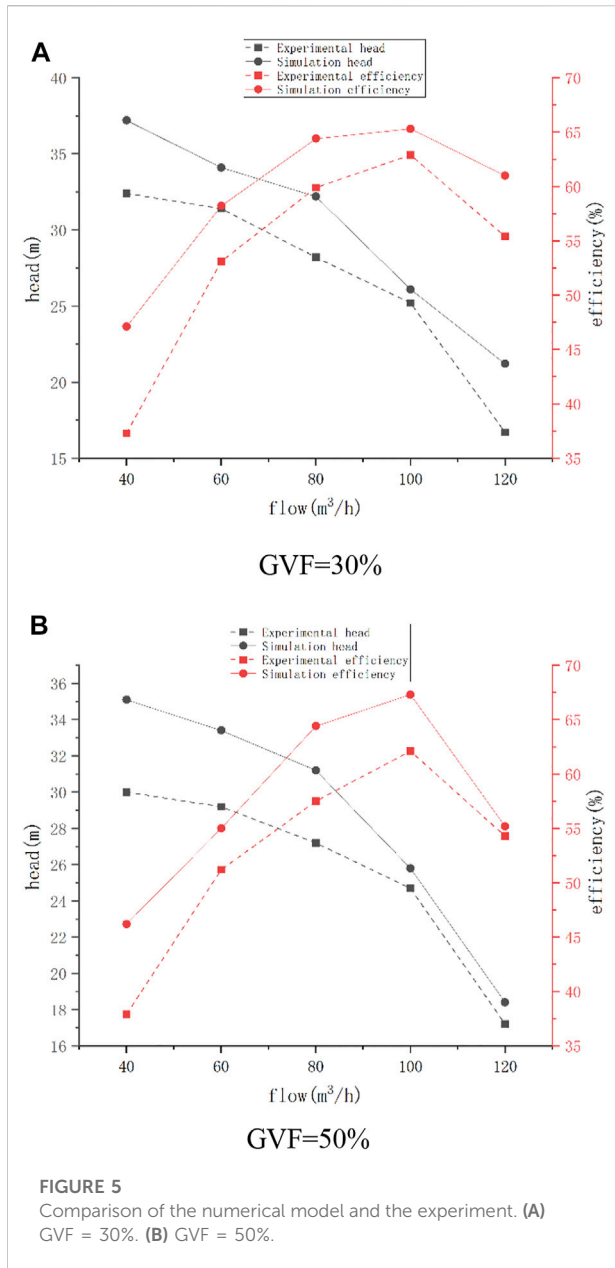 A
Experimental head
Simulation head
Experimental efficiency
Simulation efficiency
40
35
30
25
20
15
head(m)
70
65
60
55
50
45
40
35
efficiency(%)
40 60 80 100 120
flow(m³/h)
GVF=30%
B
Experimental head
Simulation head
Experimental efficiency
Simulation efficiency
36
34
32
30
28
26
24
22
20
18
16
head(m)
70
65
60
55
50
45
40
35
efficiency(%)
40 60 80 100 120
flow(m³/h)
GVF=50%
FIGURE 5
Comparison of the numerical model and the experiment. (A)
GVF = 30%. (B) GVF = 50%.